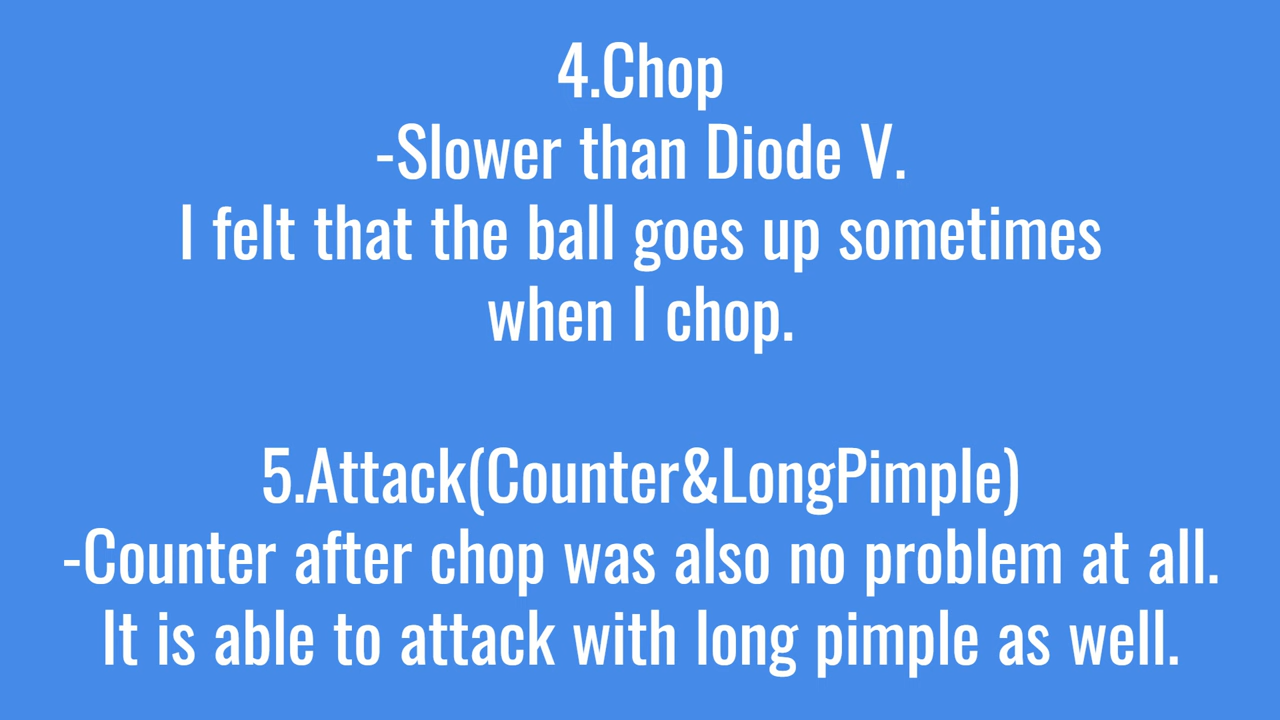 4.Chop
-Slower than Diode V.
I felt that the ball goes up sometimes
when I chop.
5.Attack(Counter&LongPimple)
-Counter after chop was also no problem at all.
It is able to attack with long pimple as well.